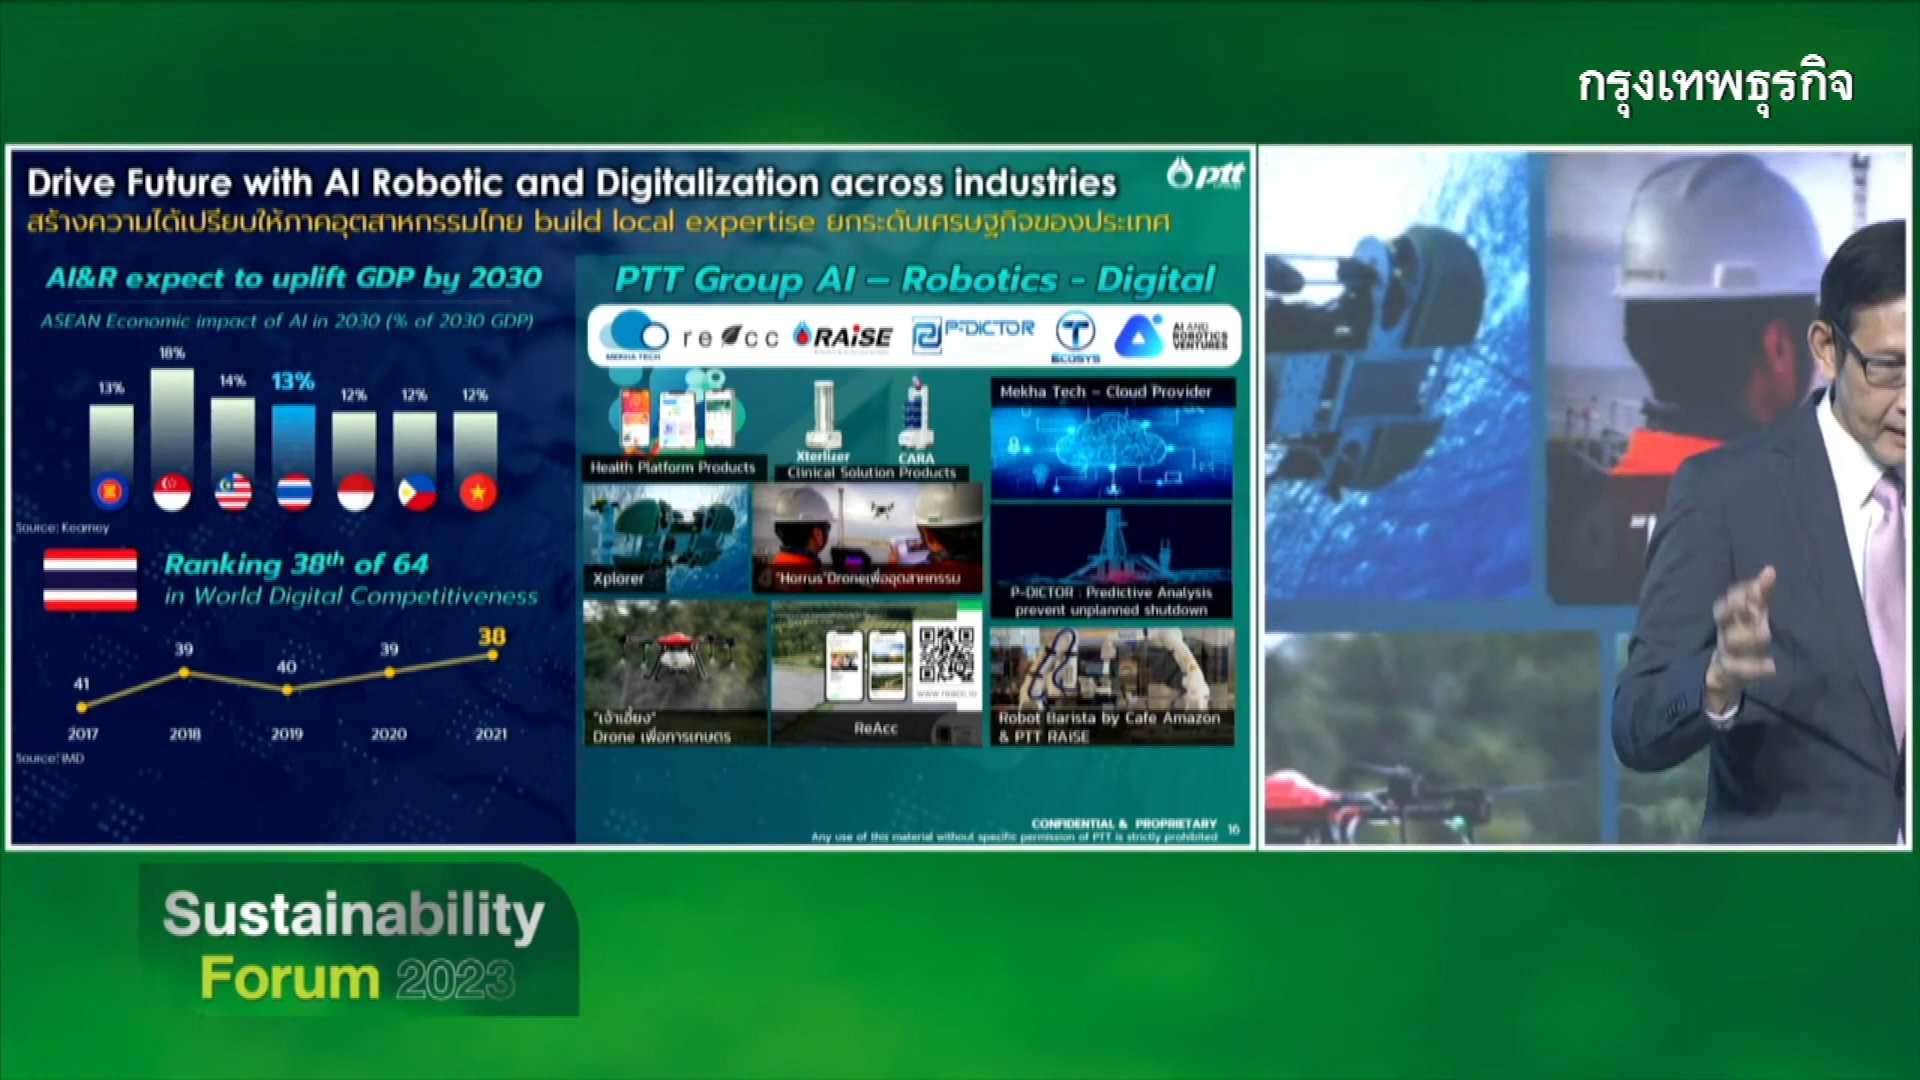 กรุงเทพธุรกิจ
Drive Future with AI Robotic and Digitalization across industries
ptt
สร้างความได้เปรียบให้ภาคอุตสาหกรรมไทย build local expertise ยกระดับเศรษฐกิจของประเทศ
AI&R expect to uplift GDP by 2030
ASEAN Economic impact of AI in 2030 (% of 2030 GDP)
13% 18% 14% 13% 12% 12% 12%
Source: Kearney
Ranking 38th of 64
in World Digital Competitiveness
41 39 40 39 38
2017 2018 2019 2020 2021
Source: IMD
PTT Group AI – Robotics - Digital
MEKHA TECH
reacc
RAiSE
P-DICTOR
ECOSYS
AI AND
ROBOTICS
VENTURES
Health Platform Products
Xterlizer
CARA
Clinical Solution Products
Mekha Tech – Cloud Provider
Xplorer
"Horrus" Droneเพื่ออุตสาหกรรม
P-DICTOR : Predictive Analysis
prevent unplanned shutdown
"เจ้าเอี้ยง"
Drone เพื่อการเกษตร
www.reacc.io
ReAcc
Robot Barista by Cafe Amazon
& PTT RAiSE
CONFIDENTIAL & PROPRIETARY
Any use of this material without specific permission of PTT is strictly prohibited
16
Sustainability
Forum 2023